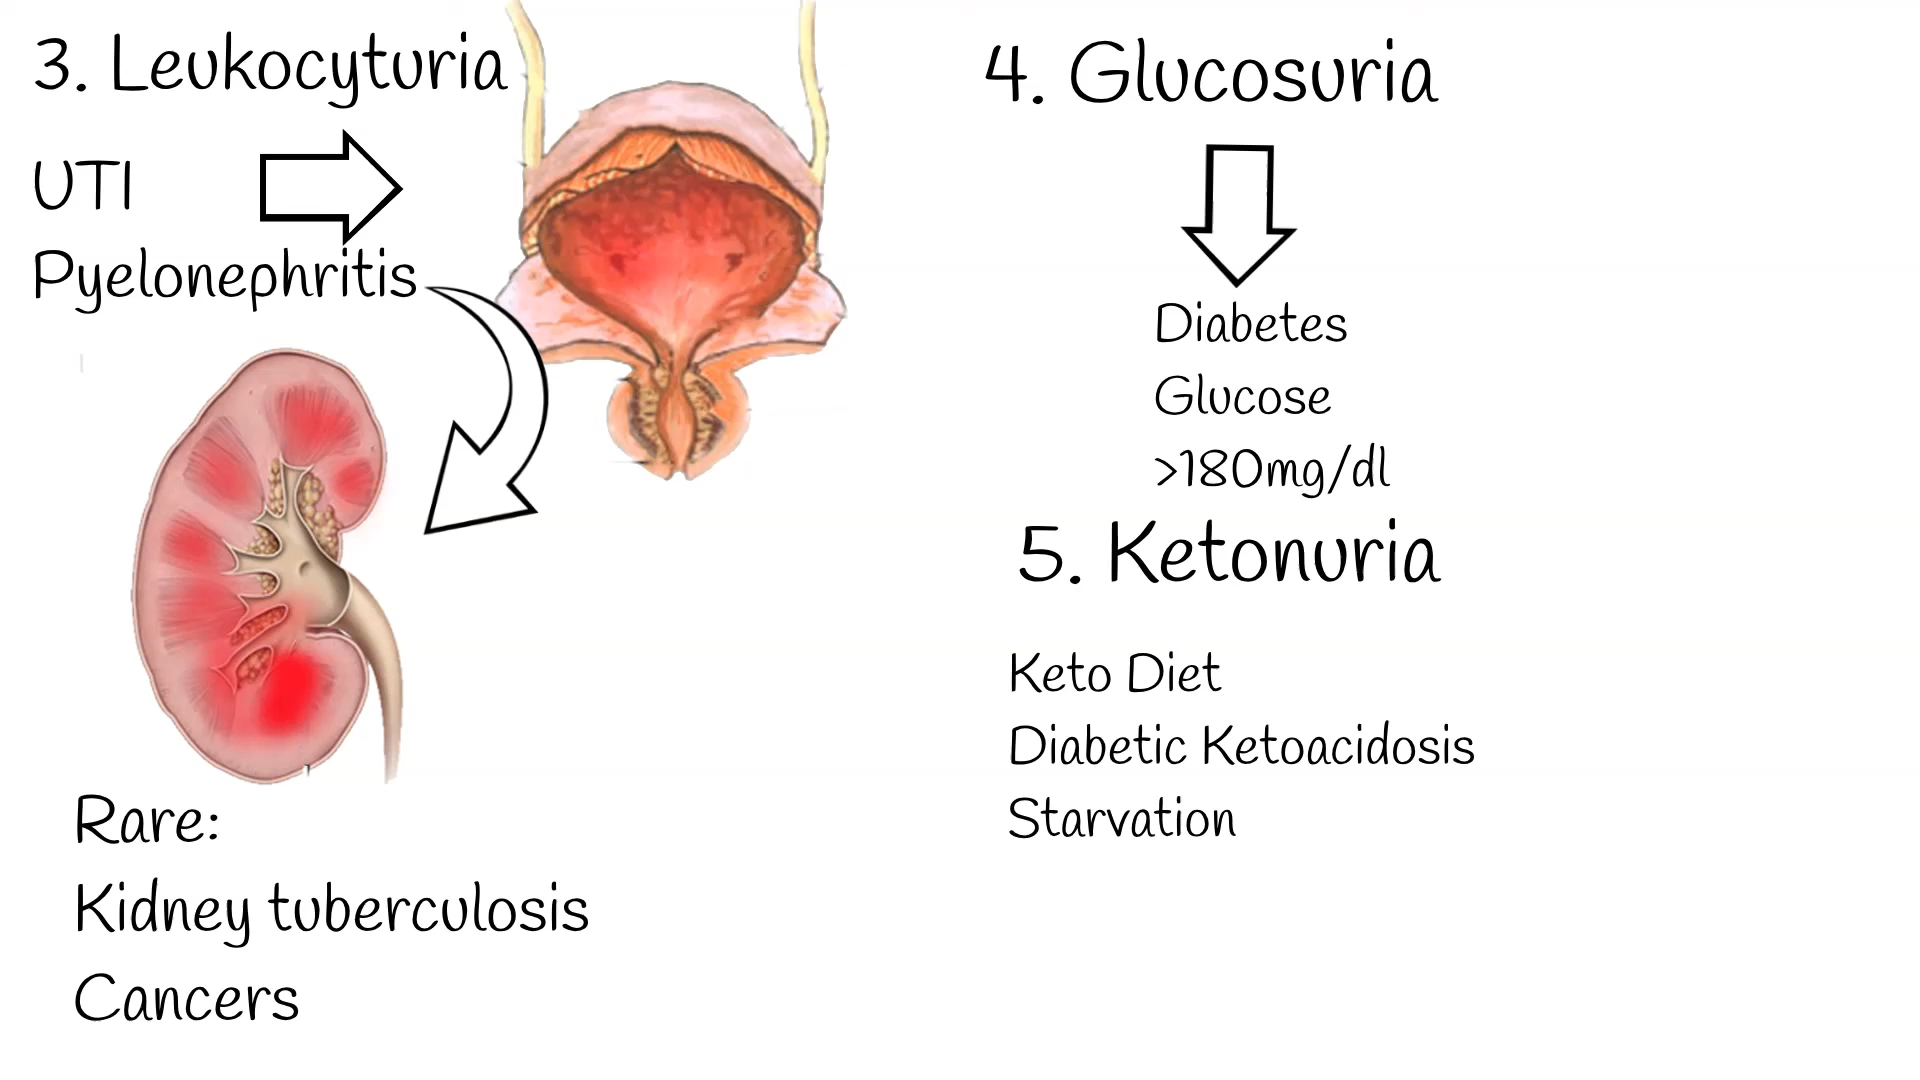 3. Leukocyturia
UTI
Pyelonephritis
Rare:
Kidney tuberculosis
Cancers
4. Glucosuria
Diabetes
Glucose
>180mg/dl
5. Ketonuria
Keto Diet
Diabetic Ketoacidosis
Starvation